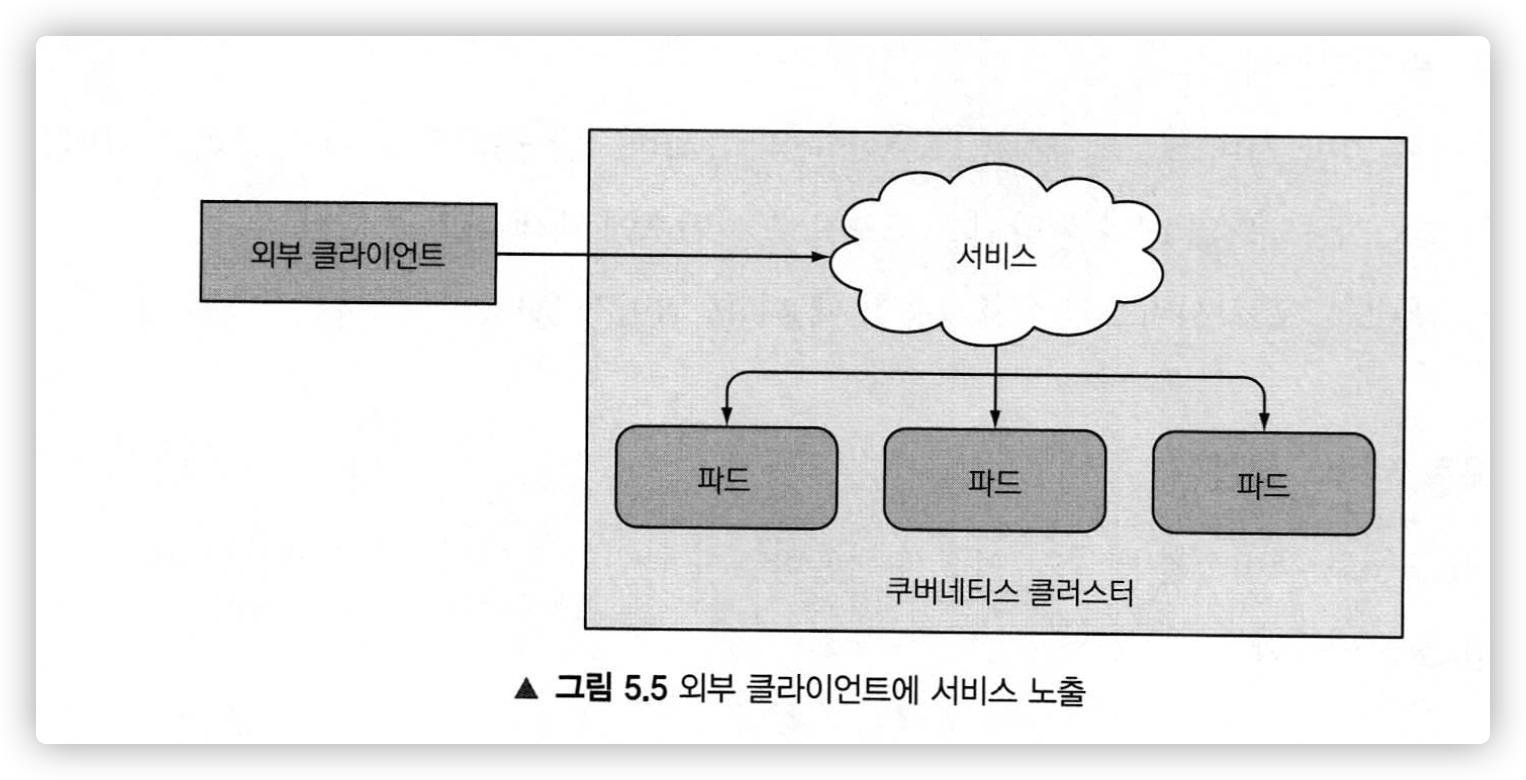 외부 클라이언트
서비스
파드
파드
파드
쿠버네티스 클러스터
▲ 그림 5.5 외부 클라이언트에 서비스 노출